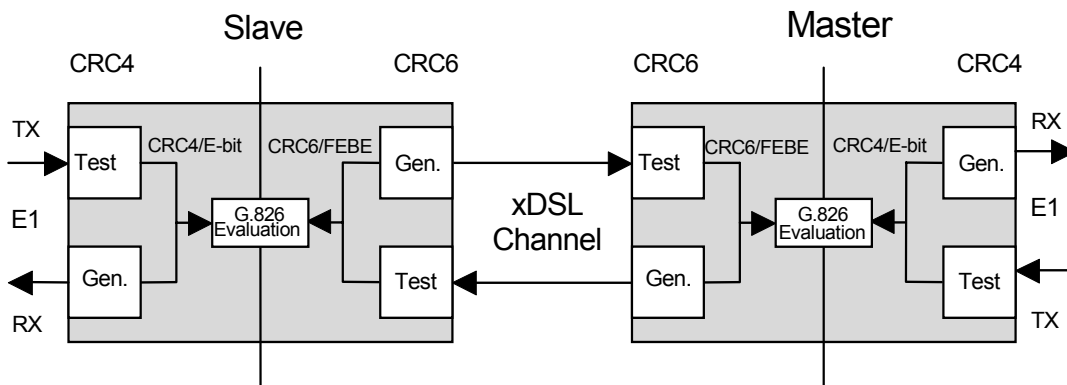 Slave
Master
CRC4
CRC6
CRC6
CRC4
TX
RX
Test
CRC4/E-bit
CRC6/FEBE
Gen.
Test
CRC6/FEBE
CRC4/E-bit
Gen.
E1
G.826
Evaluation
xDSL
Channel
G.826
Evaluation
E1
Gen.
Test
Gen.
Test
RX
TX